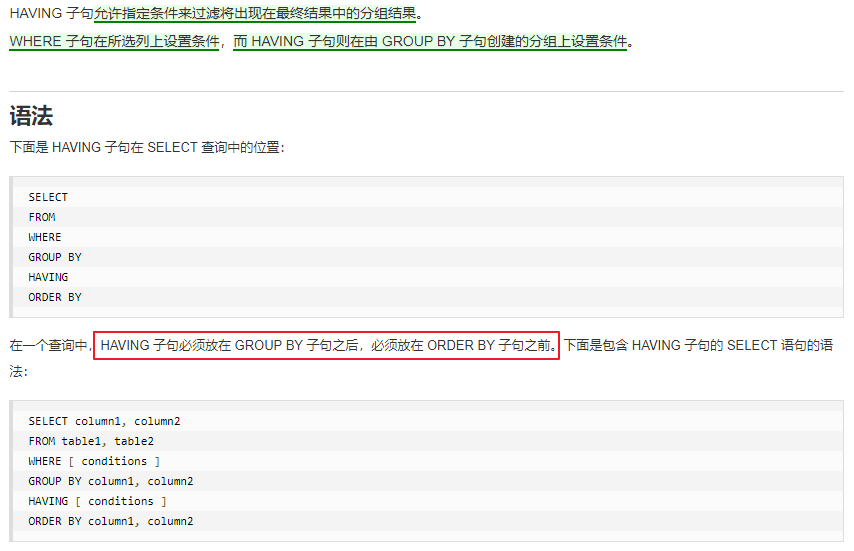 HAVING 子句允许指定条件来过滤将出现在最终结果中的分组结果。
WHERE 子句在所选列上设置条件，而 HAVING 子句则在由 GROUP BY 子句创建的分组上设置条件。
语法
下面是 HAVING 子句在 SELECT 查询中的位置：
SELECT
FROM
WHERE
GROUP BY
HAVING
ORDER BY
在一个查询中，HAVING 子句必须放在 GROUP BY 子句之后，必须放在 ORDER BY 子句之前。下面是包含 HAVING 子句的 SELECT 语句的语
法：
SELECT column1, column2
FROM table1, table2
WHERE [ conditions ]
GROUP BY column1, column2
HAVING [ conditions ]
ORDER BY column1, column2